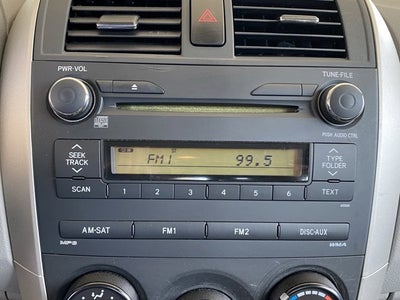 PWR·VOL
TUNE·FILE
PUSH AUDIO CTRL
SEEK
TRACK
FM1 99.5
TYPE
FOLDER
SCAN 1 2 3 4 5 6 TEXT
AM·SAT FM1 FM2 DISC·AUX
MP3 WMA